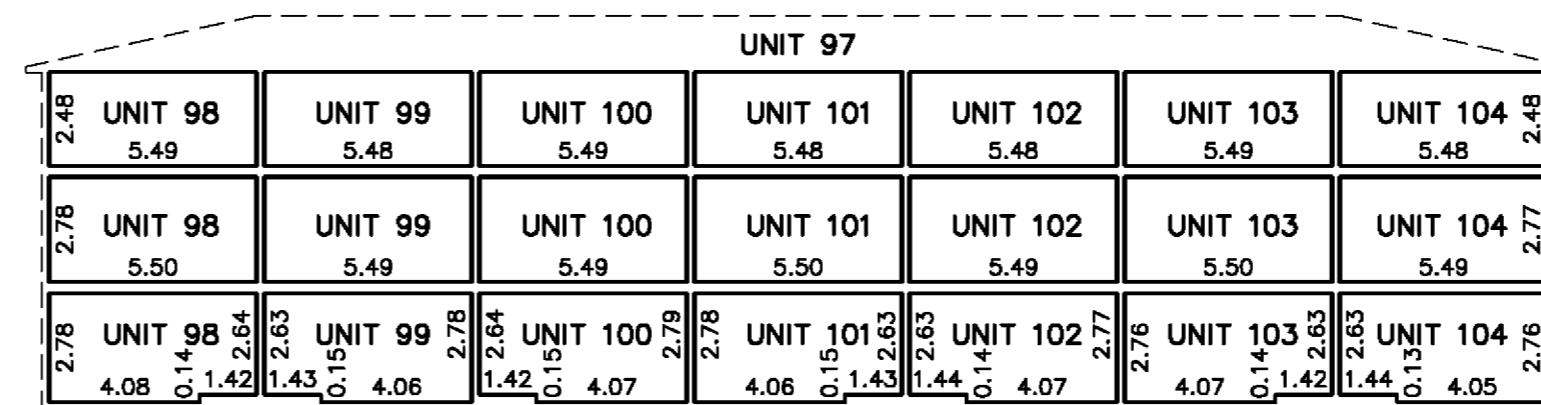 UNIT 97
2.48 UNIT 98 UNIT 99 UNIT 100 UNIT 101 UNIT 102 UNIT 103 UNIT 104 2.48
5.49 5.48 5.49 5.48 5.48 5.49 5.48
2.78 UNIT 98 UNIT 99 UNIT 100 UNIT 101 UNIT 102 UNIT 103 UNIT 104 2.77
5.50 5.49 5.49 5.50 5.49 5.50 5.49
2.78 UNIT 98 2.64 2.63 UNIT 99 2.78 2.64 UNIT 100 2.79 2.78 UNIT 101 2.63 2.63 UNIT 102 2.77 2.76 UNIT 103 2.63 2.63 UNIT 104 2.76
4.08 0.14 1.42 1.43 0.15 4.06 1.42 0.15 4.07 4.06 0.15 1.43 1.44 0.14 4.07 4.07 0.14 1.42 1.44 0.13 4.05